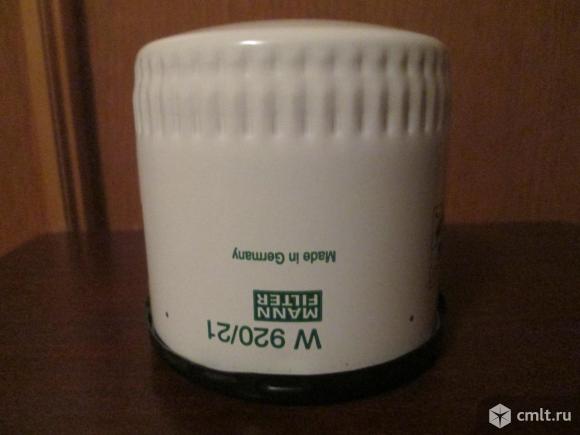 W 920/21
MANN
FILTER
Made in Germany
cmlt.ru